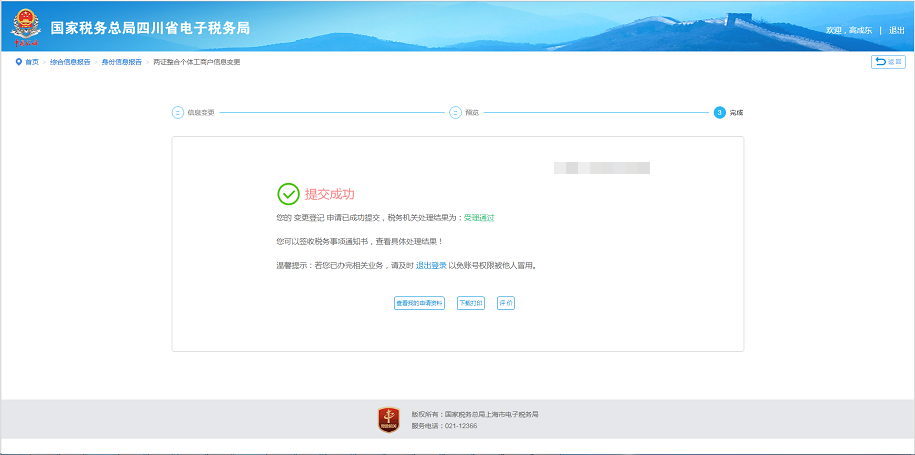 国家税务总局四川省电子税务局
欢迎，高成东 | 退出
首页 > 综合信息报告 > 身份信息报告 > 两证整合个体工商户信息变更
返回
信息变更 预览 3 完成
提交成功
您的 变更登记 申请已成功提交，税务机关处理结果为：受理通过
您可以签收税务事项通知书，查看具体处理结果！
温馨提示：若您已办完相关业务，请及时 退出登录 以免账号权限被他人冒用。
查看我的申请资料 下载打印 评价
版权所有：国家税务总局上海市电子税务局
服务电话：021-12366